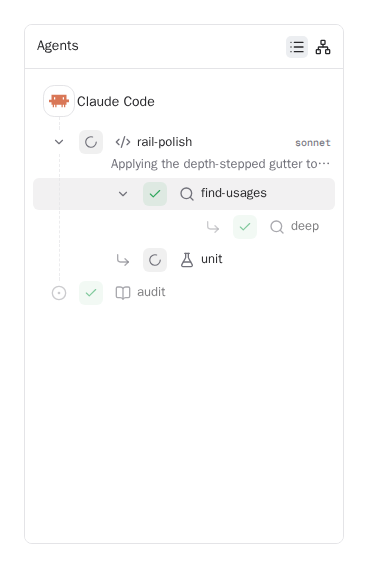 Agents
Claude Code
rail-polish sonnet
Applying the depth-stepped gutter to···
find-usages
deep
unit
audit